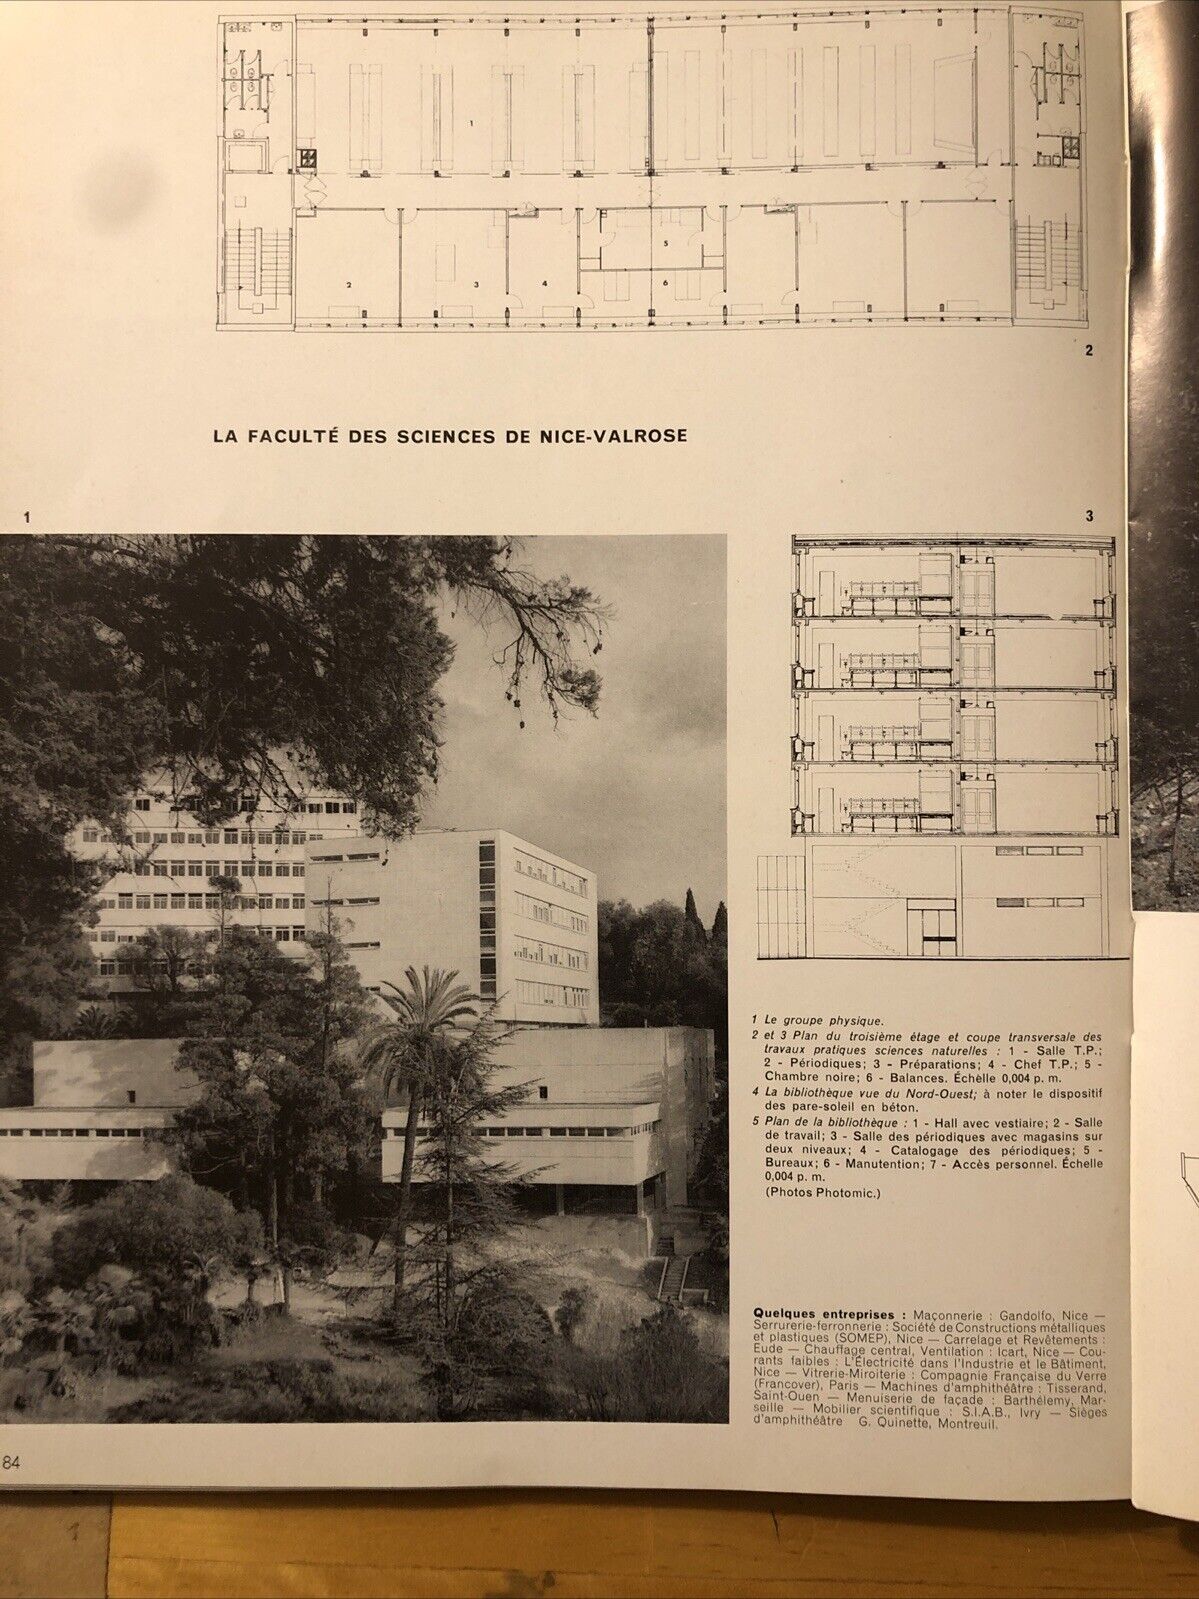 1
2
3
4
5
6
2
LA FACULTÉ DES SCIENCES DE NICE-VALROSE
1
3
1 Le groupe physique.
2 et 3 Plan du troisième étage et coupe transversale des
travaux pratiques sciences naturelles : 1 - Salle T.P.;
2 - Périodiques; 3 - Préparations; 4 - Chef T.P.; 5 -
Chambre noire; 6 - Balances. Échelle 0,004 p. m.
4 La bibliothèque vue du Nord-Ouest; à noter le dispositif
des pare-soleil en béton.
5 Plan de la bibliothèque : 1 - Hall avec vestiaire; 2 - Salle
de travail; 3 - Salle des périodiques avec magasins sur
deux niveaux; 4 - Catalogage des périodiques; 5 -
Bureaux; 6 - Manutention; 7 - Accès personnel. Échelle
0,004 p. m.
(Photos Photomic.)
Quelques entreprises : Maçonnerie : Gandolfo, Nice —
Serrurerie-ferronnerie : Société de Constructions métalliques
et plastiques (SOMEP), Nice — Carrelage et Revêtements :
Eude — Chauffage central, Ventilation : Icart, Nice — Cou-
rants faibles : L'Électricité dans l'Industrie et le Bâtiment,
Nice — Vitrerie-Miroiterie : Compagnie Française du Verre
(Francover), Paris — Machines d'amphithéâtre : Tisserand,
Saint-Ouen — Menuiserie de façade : Barthélemy, Mar-
seille — Mobilier scientifique : S.I.A.B., Ivry — Sièges
d'amphithéâtre G. Quinette, Montreuil.
84